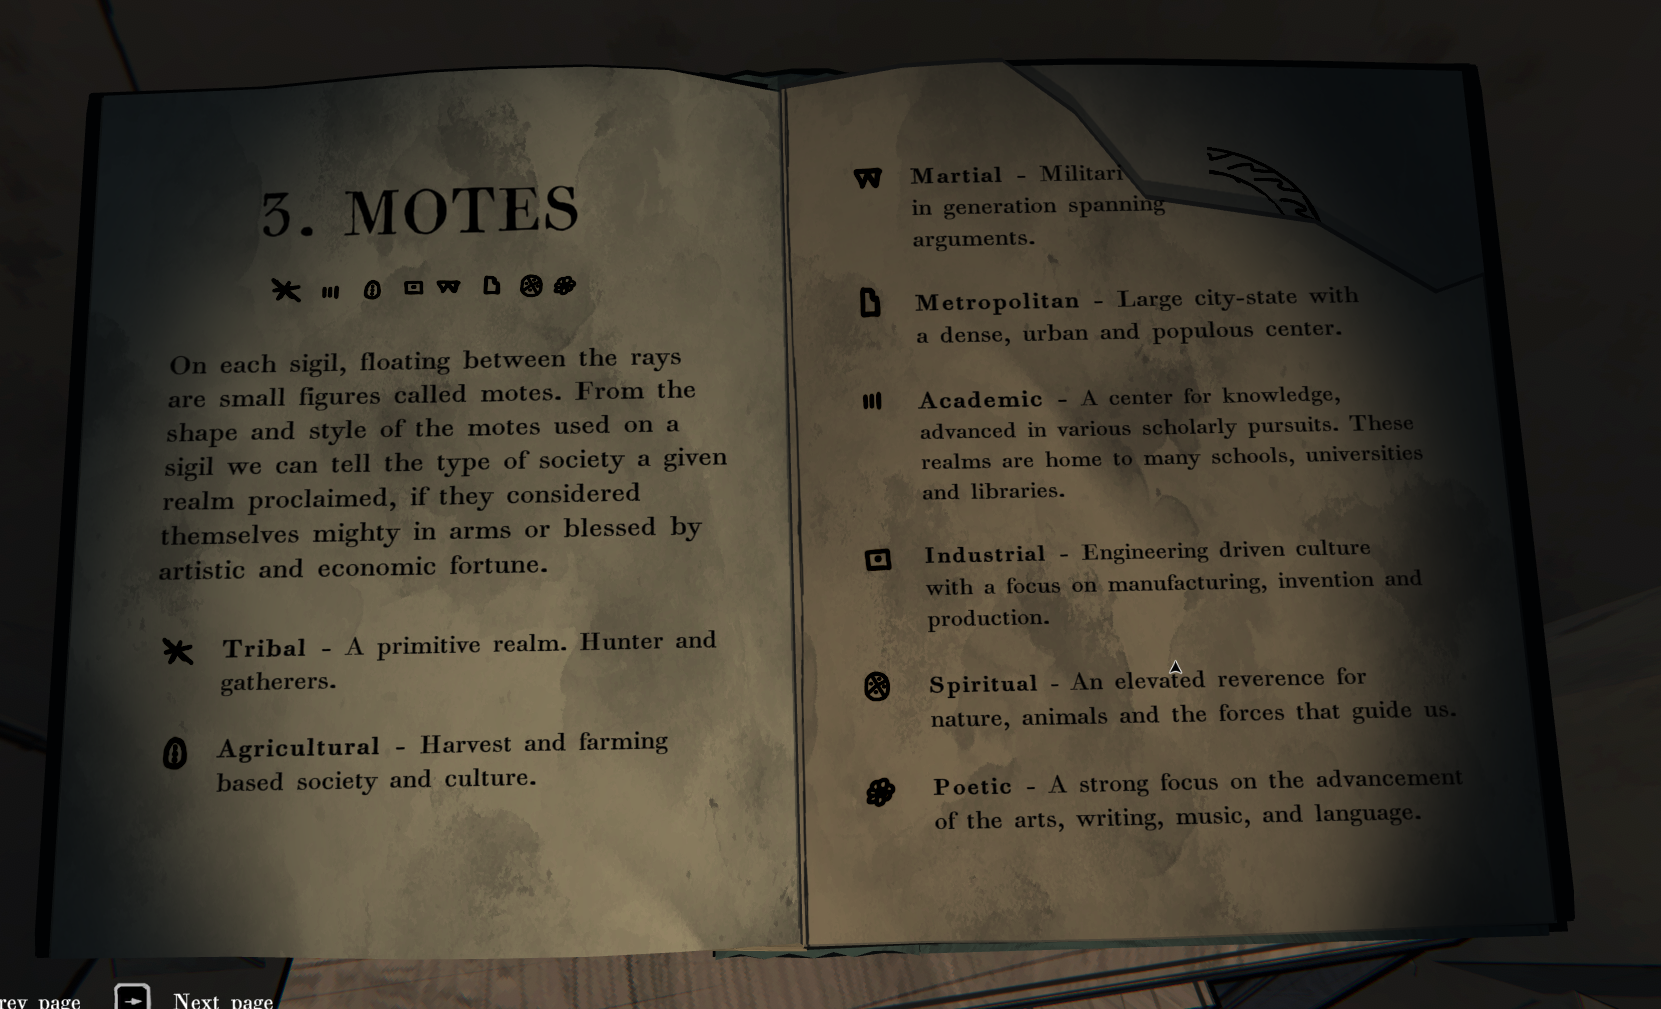 3. MOTES
On each sigil, floating between the rays
are small figures called motes. From the
shape and style of the motes used on a
sigil we can tell the type of society a given
realm proclaimed, if they considered
themselves mighty in arms or blessed by
artistic and economic fortune.
Tribal - A primitive realm. Hunter and
gatherers.
Agricultural - Harvest and farming
based society and culture.
Martial - Militari
in generation spanning
arguments.
Metropolitan - Large city-state with
a dense, urban and populous center.
Academic - A center for knowledge,
advanced in various scholarly pursuits. These
realms are home to many schools, universities
and libraries.
Industrial - Engineering driven culture
with a focus on manufacturing, invention and
production.
Spiritual - An elevated reverence for
nature, animals and the forces that guide us.
Poetic - A strong focus on the advancement
of the arts, writing, music, and language.
rev page Next page